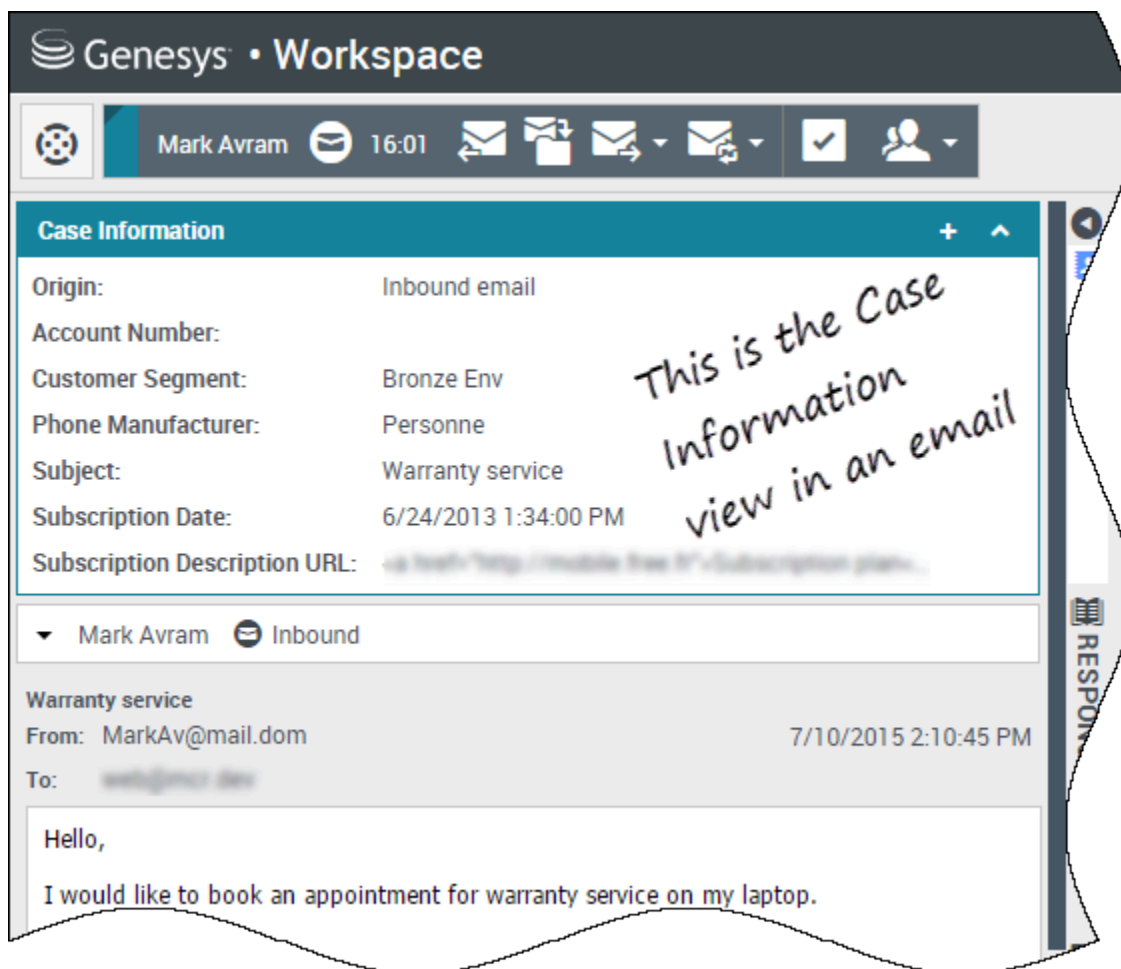 Genesys • Workspace
Mark Avram 16:01
Case Information
Origin: Inbound email
Account Number:
Customer Segment: Bronze Env
Phone Manufacturer: Personne
Subject: Warranty service
Subscription Date: 6/24/2013 1:34:00 PM
Subscription Description URL:
This is the Case
Information
view in an email
Mark Avram Inbound
Warranty service
From: MarkAv@mail.dom 7/10/2015 2:10:45 PM
To:
Hello,
I would like to book an appointment for warranty service on my laptop.